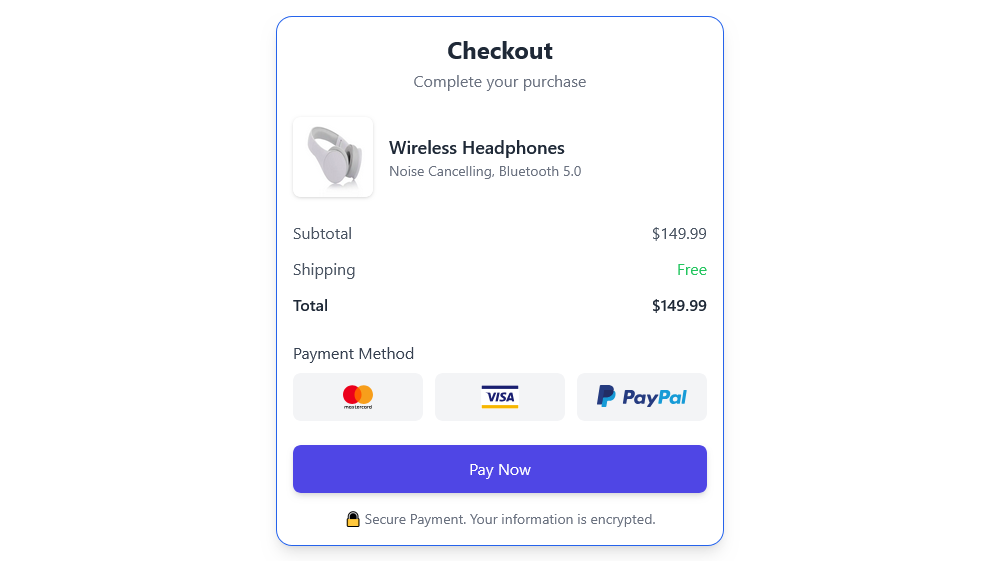 Checkout
Complete your purchase
Wireless Headphones
Noise Cancelling, Bluetooth 5.0
Subtotal $149.99
Shipping Free
Total $149.99
Payment Method
mastercard VISA PayPal
Pay Now
Secure Payment. Your information is encrypted.